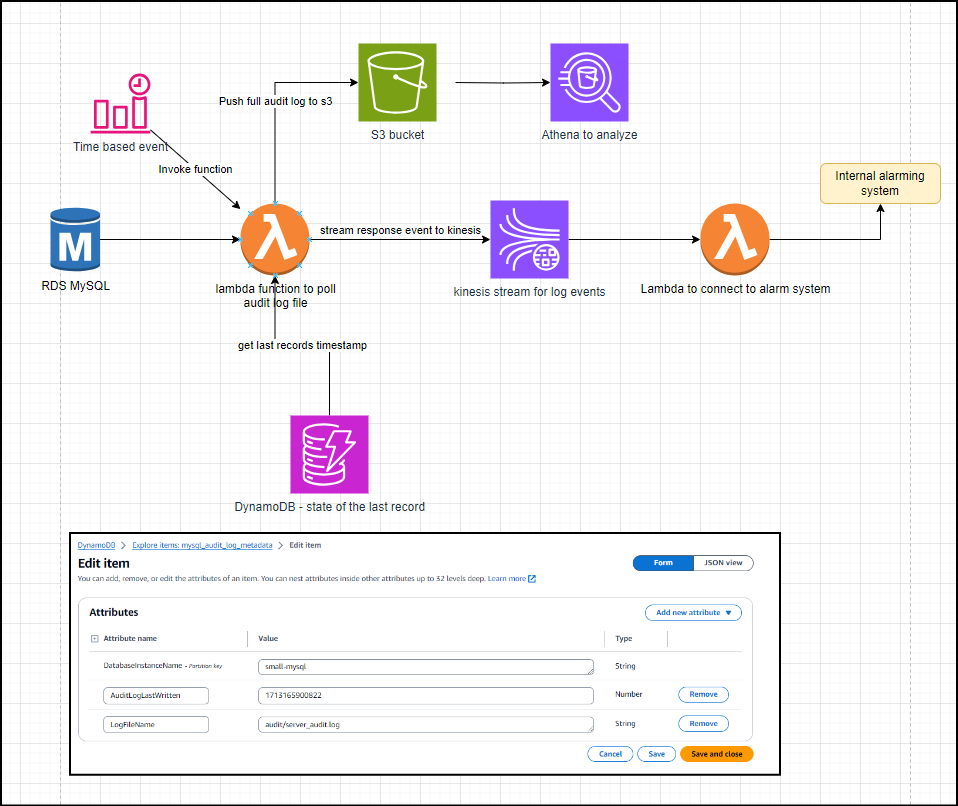 Push full audit log to s3
S3 bucket
Athena to analyze
Time based event
Invoke function
Internal alarming
system
M
RDS MySQL
stream response event to kinesis
lambda function to poll
audit log file
kinesis stream for log events
Lambda to connect to alarm system
get last records timestamp
DynamoDB - state of the last record
DynamoDB > Explore items: mysql_audit_log_metadata > Edit item
Edit item
Form JSON view
You can add, remove, or edit the attributes of an item. You can nest attributes inside other attributes up to 32 levels deep. Learn more
Attributes
Add new attribute
Attribute name Value Type
DatabaseInstanceName - Partition key small-mysql String
AuditLogLastWritten 1713165900822 Number Remove
LogFileName audit/server_audit.log String Remove
Cancel Save Save and close